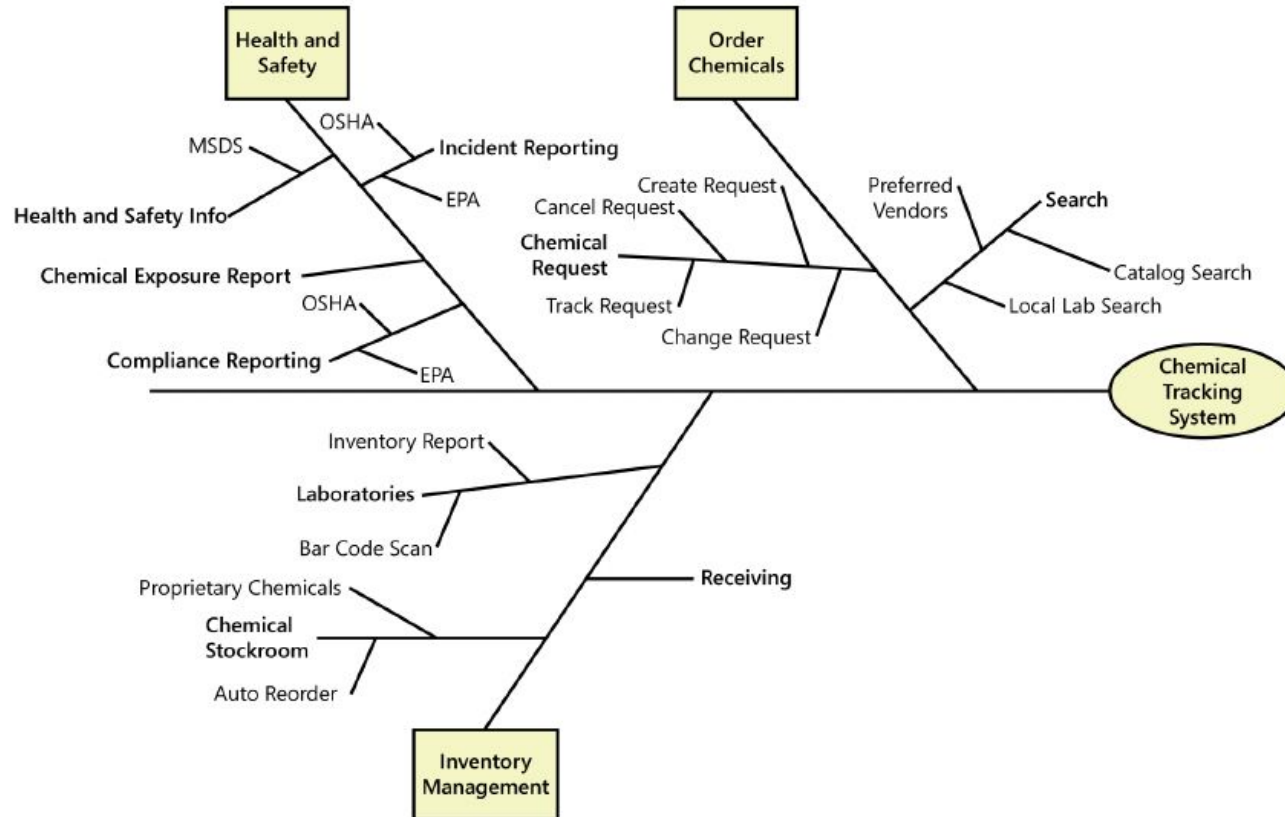 Health and
Safety
Order
Chemicals
OSHA
MSDS
Incident Reporting
EPA
Health and Safety Info
Chemical Exposure Report
OSHA
Compliance Reporting
EPA
Create Request
Cancel Request
Chemical
Request
Track Request
Change Request
Preferred
Vendors
Search
Catalog Search
Local Lab Search
Chemical
Tracking
System
Inventory Report
Laboratories
Bar Code Scan
Receiving
Proprietary Chemicals
Chemical
Stockroom
Auto Reorder
Inventory
Management